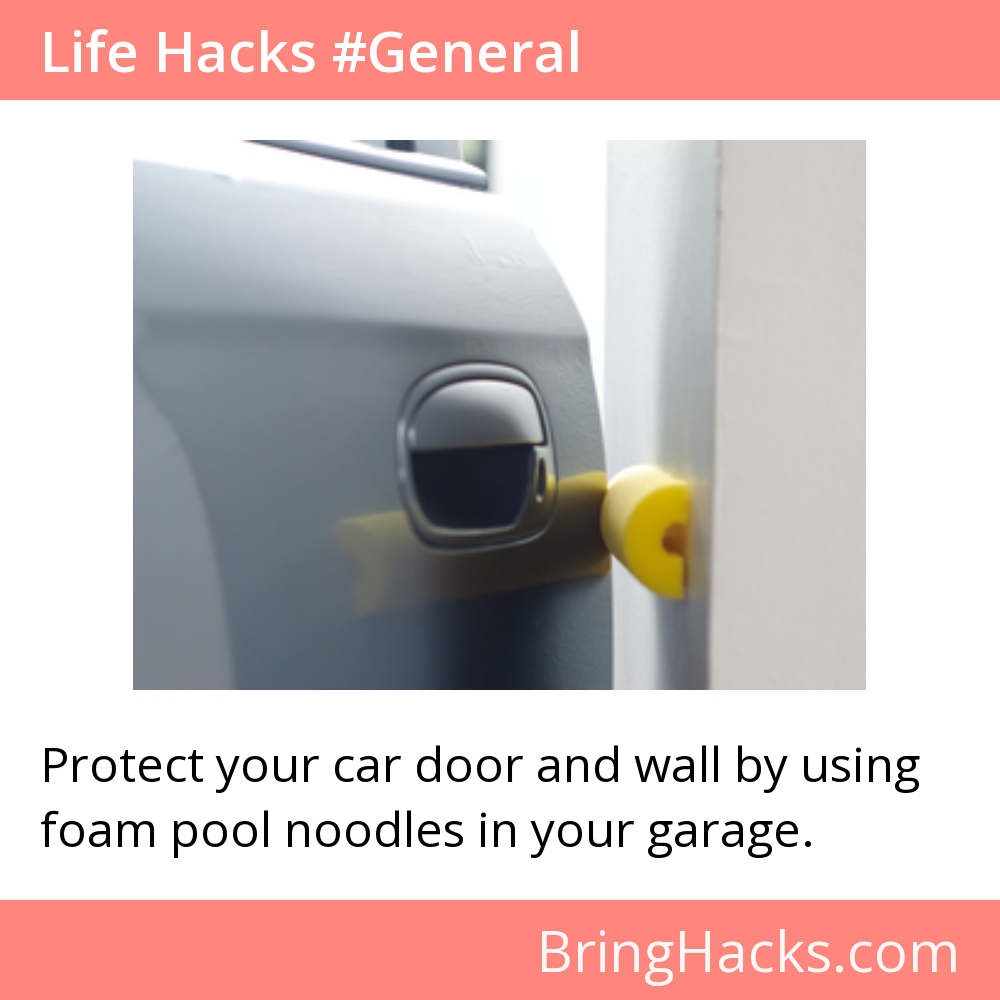 Life Hacks #General
Protect your car door and wall by using
foam pool noodles in your garage.
BringHacks.com